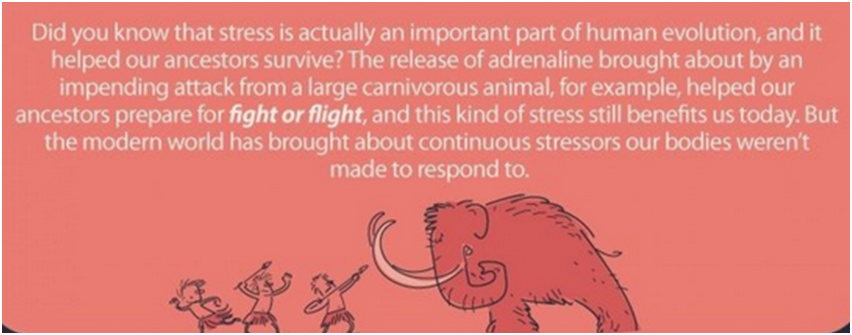 Did you know that stress is actually an important part of human evolution, and it
helped our ancestors survive? The release of adrenaline brought about by an
impending attack from a large carnivorous animal, for example, helped our
ancestors prepare for fight or flight, and this kind of stress still benefits us today. But
the modern world has brought about continuous stressors our bodies weren't
made to respond to.